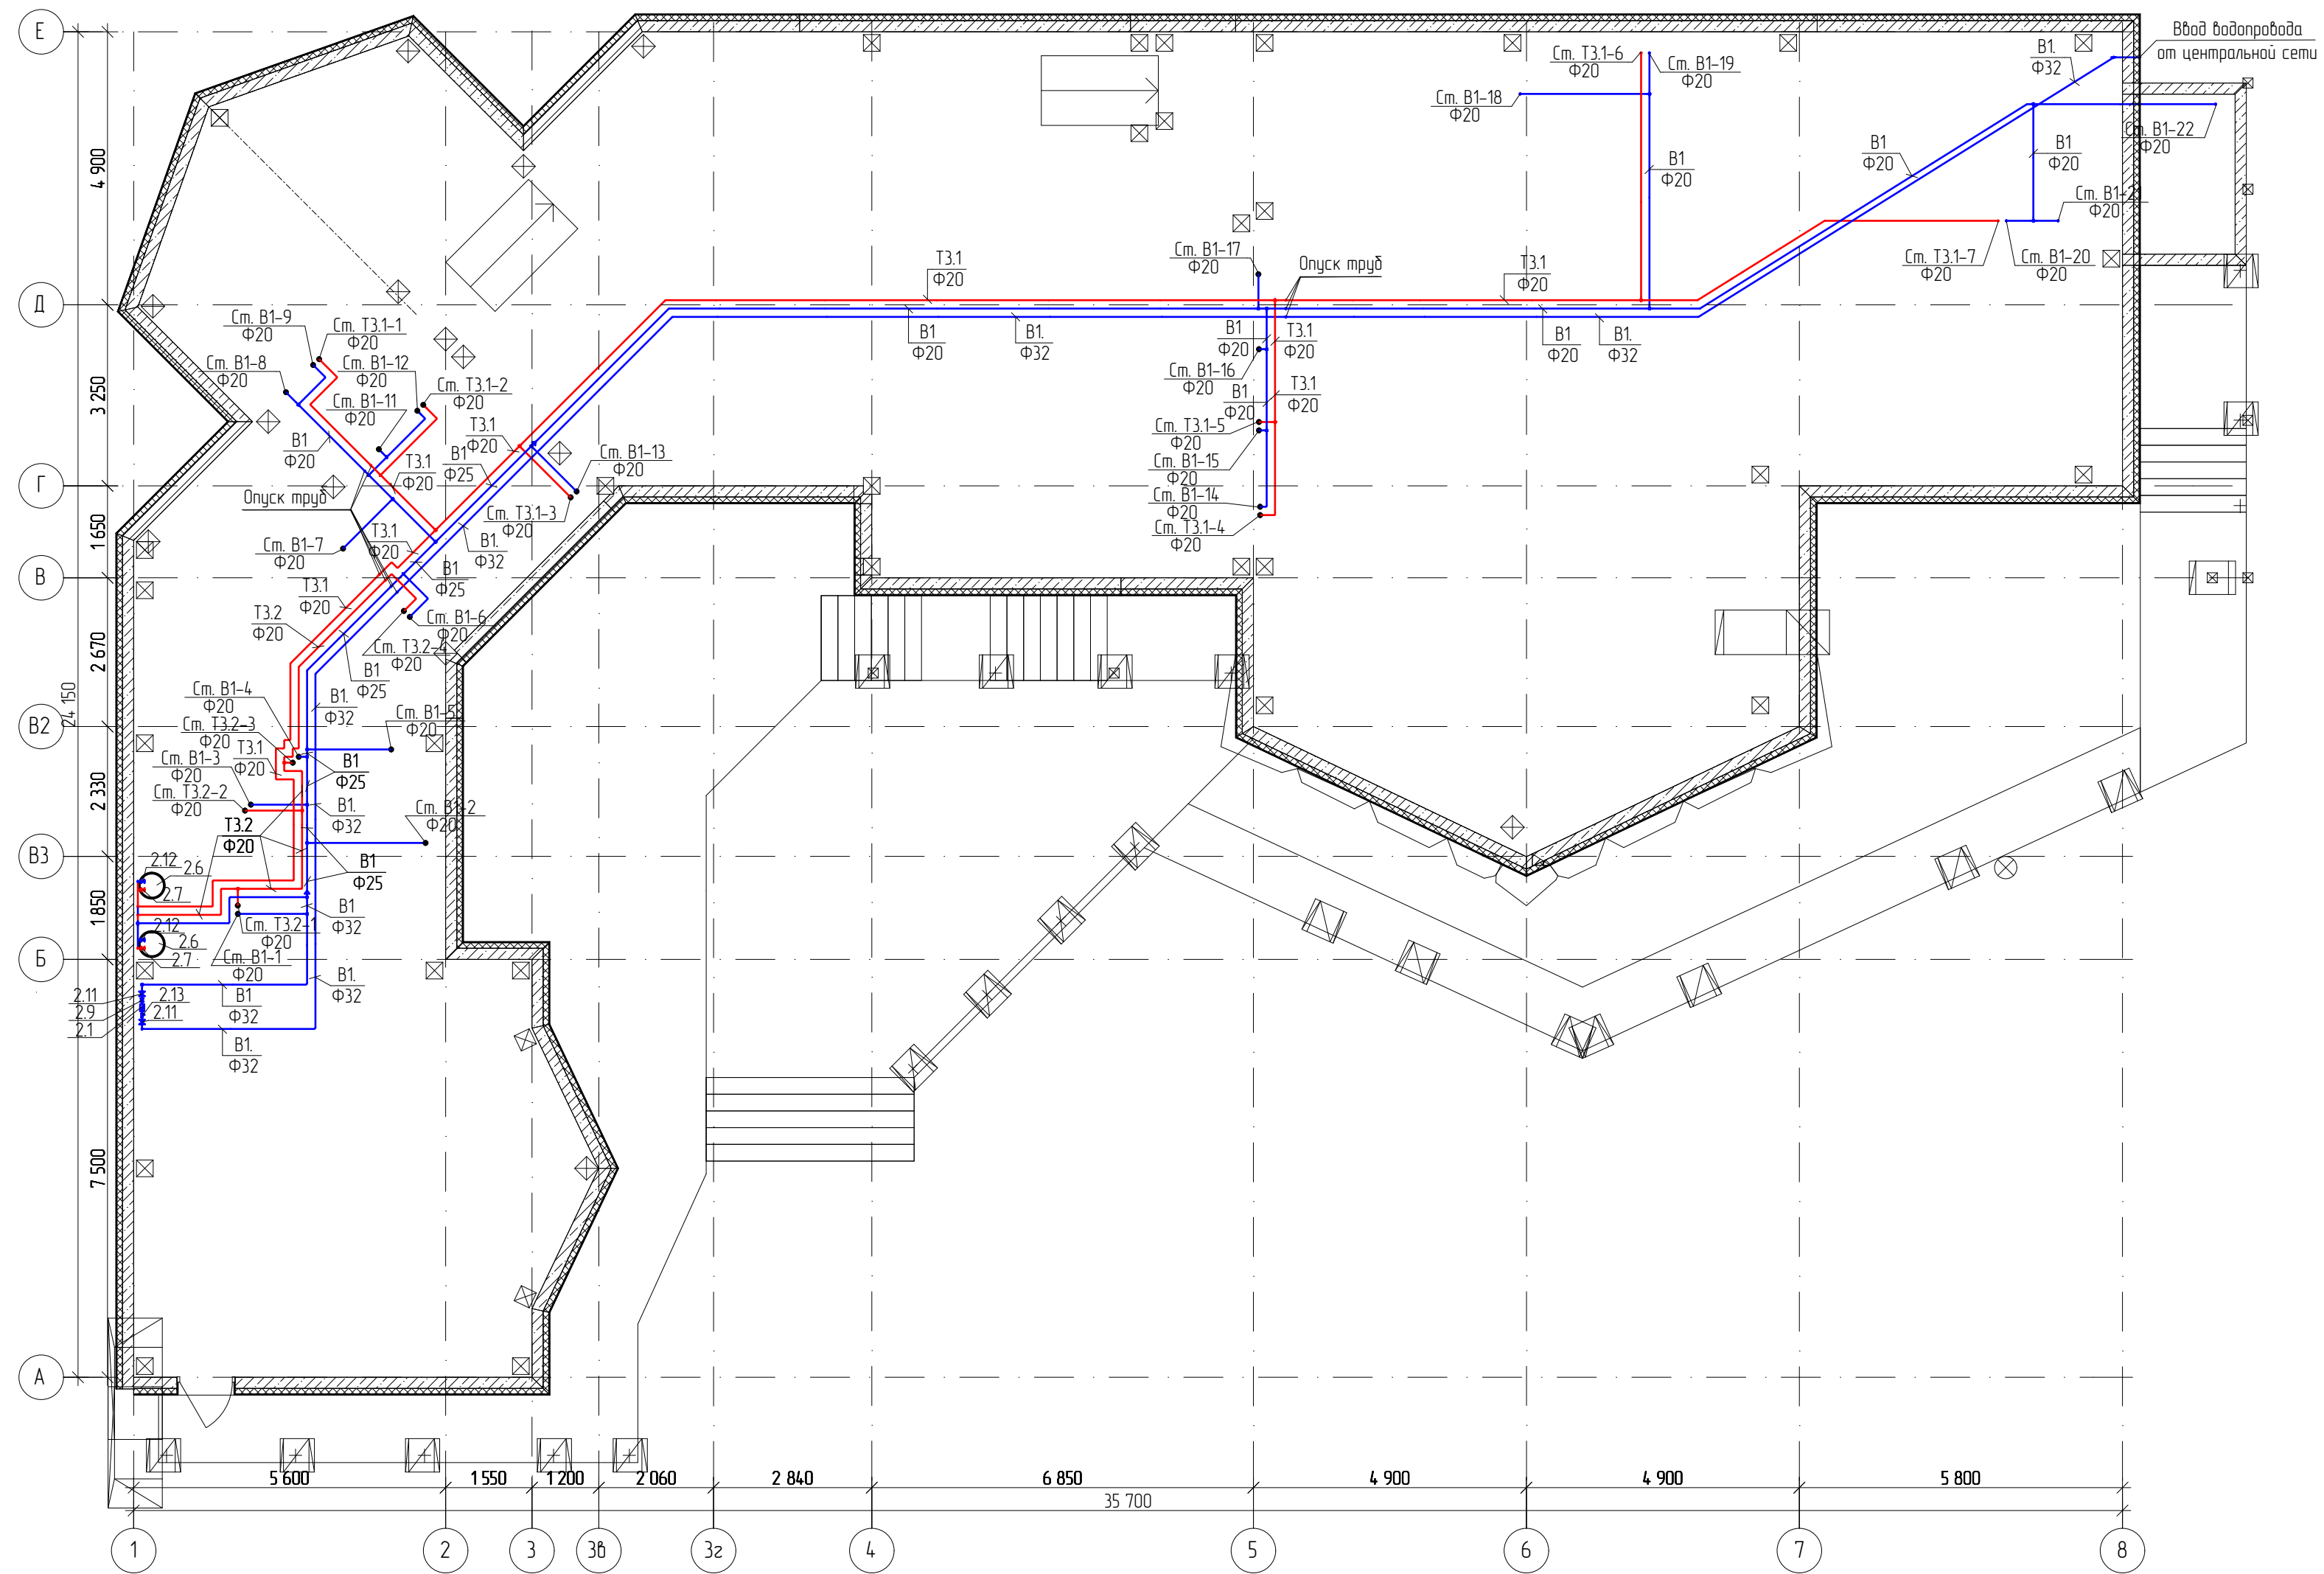 Е
Д
Г
В
В2
В3
Б
А
4 900
3 250
1 650
2 670
2 330
1 850
7 500
24 150
Ввод водопровода
от центральной сети
В1.
Ф32
Ст. Т3.1-6
Ф20
Ст. В1-19
Ф20
Ст. В1-18
Ф20
В1
Ф20
В1
Ф20
Ст. В1-22
Ф20
В1
Ф20
Ст. В1-2
Ф20
Ст. Т3.1-7
Ф20
Ст. В1-20
Ф20
Ст. В1-17
Ф20
Опуск труб
Т3.1
Ф20
Т3.1
Ф20
В1
Ф20
В1.
Ф32
В1
Ф20
Т3.1
Ф20
В1
Ф20
В1.
Ф32
Ст. В1-16
Ф20
В1
Ф20
Т3.1
Ф20
Ст. Т3.1-5
Ф20
Ст. В1-15
Ф20
Ст. В1-14
Ф20
Ст. Т3.1-4
Ф20
Ст. В1-9
Ф20
Ст. Т3.1-1
Ф20
Ст. В1-8
Ф20
Ст. В1-12
Ф20
Ст. Т3.1-2
Ф20
Ст. В1-11
Ф20
Т3.1
Ф20
В1
Ф20
Т3.1
Ф20
В1
Ф25
Ст. В1-13
Ф20
Опуск труб
Ст. Т3.1-3
Ф20
Ст. В1-7
Ф20
Т3.1
Ф20
В1.
Ф32
В1
Ф25
Т3.1
Ф20
Т3.2
Ф20
Ст. В1-6
Ф20
Ст. Т3.2-4
Ф20
В1
Ф25
Ст. В1-4
Ф20
В1.
Ф32
Ст. В1-5
Ф20
Ст. Т3.2-3
Ф20
Т3.1
Ф20
Ст. В1-3
Ф20
В1
Ф25
Ст. Т3.2-2
Ф20
В1.
Ф32
Ст. В1-2
Ф20
Т3.2
Ф20
В1
Ф25
2.12
2.6
2.7
В1
Ф32
2.12
2.6
2.7
Ст. Т3.2-1
Ф20
Ст. В1-1
Ф20
В1.
Ф32
2.11
2.9
2.1
2.13
2.11
В1
Ф32
В1.
Ф32
5 600
1 550
1 200
2 060
2 840
6 850
4 900
4 900
5 800
35 700
1
2
3
3в
3г
4
5
6
7
8